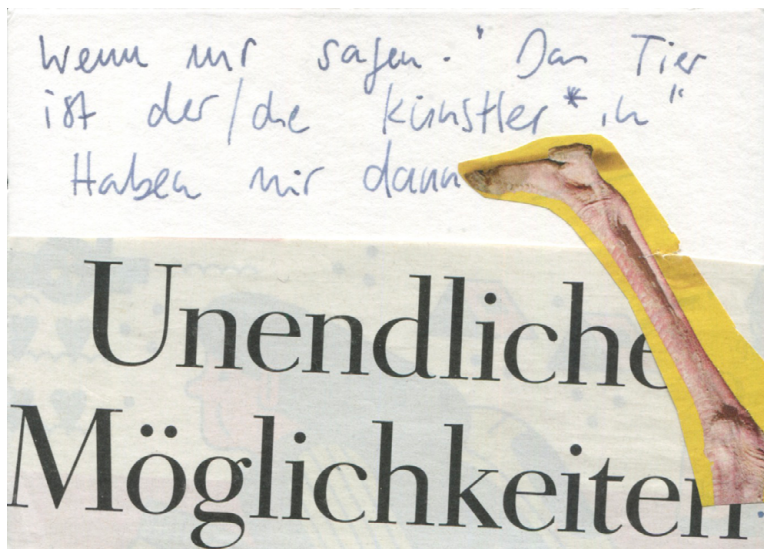 Wenn wir sagen. "Das Tier
ist der/die Künstler*in"
Haben wir dann
Unendliche
Möglichkeiten